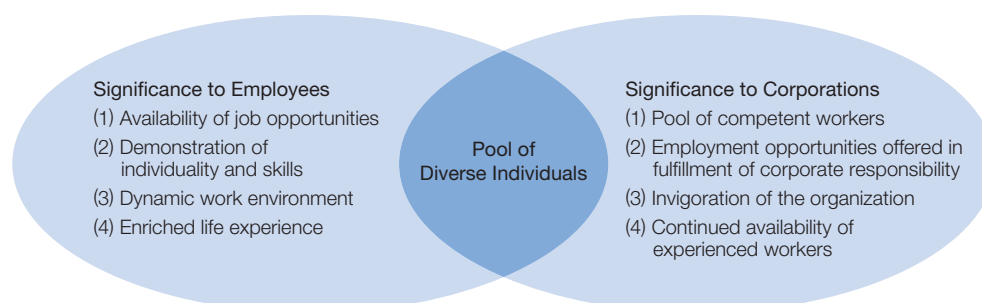 Significance to Employees
(1) Availability of job opportunities
(2) Demonstration of
individuality and skills
(3) Dynamic work environment
(4) Enriched life experience
Pool of
Diverse Individuals
Significance to Corporations
(1) Pool of competent workers
(2) Employment opportunities offered in
fulfillment of corporate responsibility
(3) Invigoration of the organization
(4) Continued availability of
experienced workers